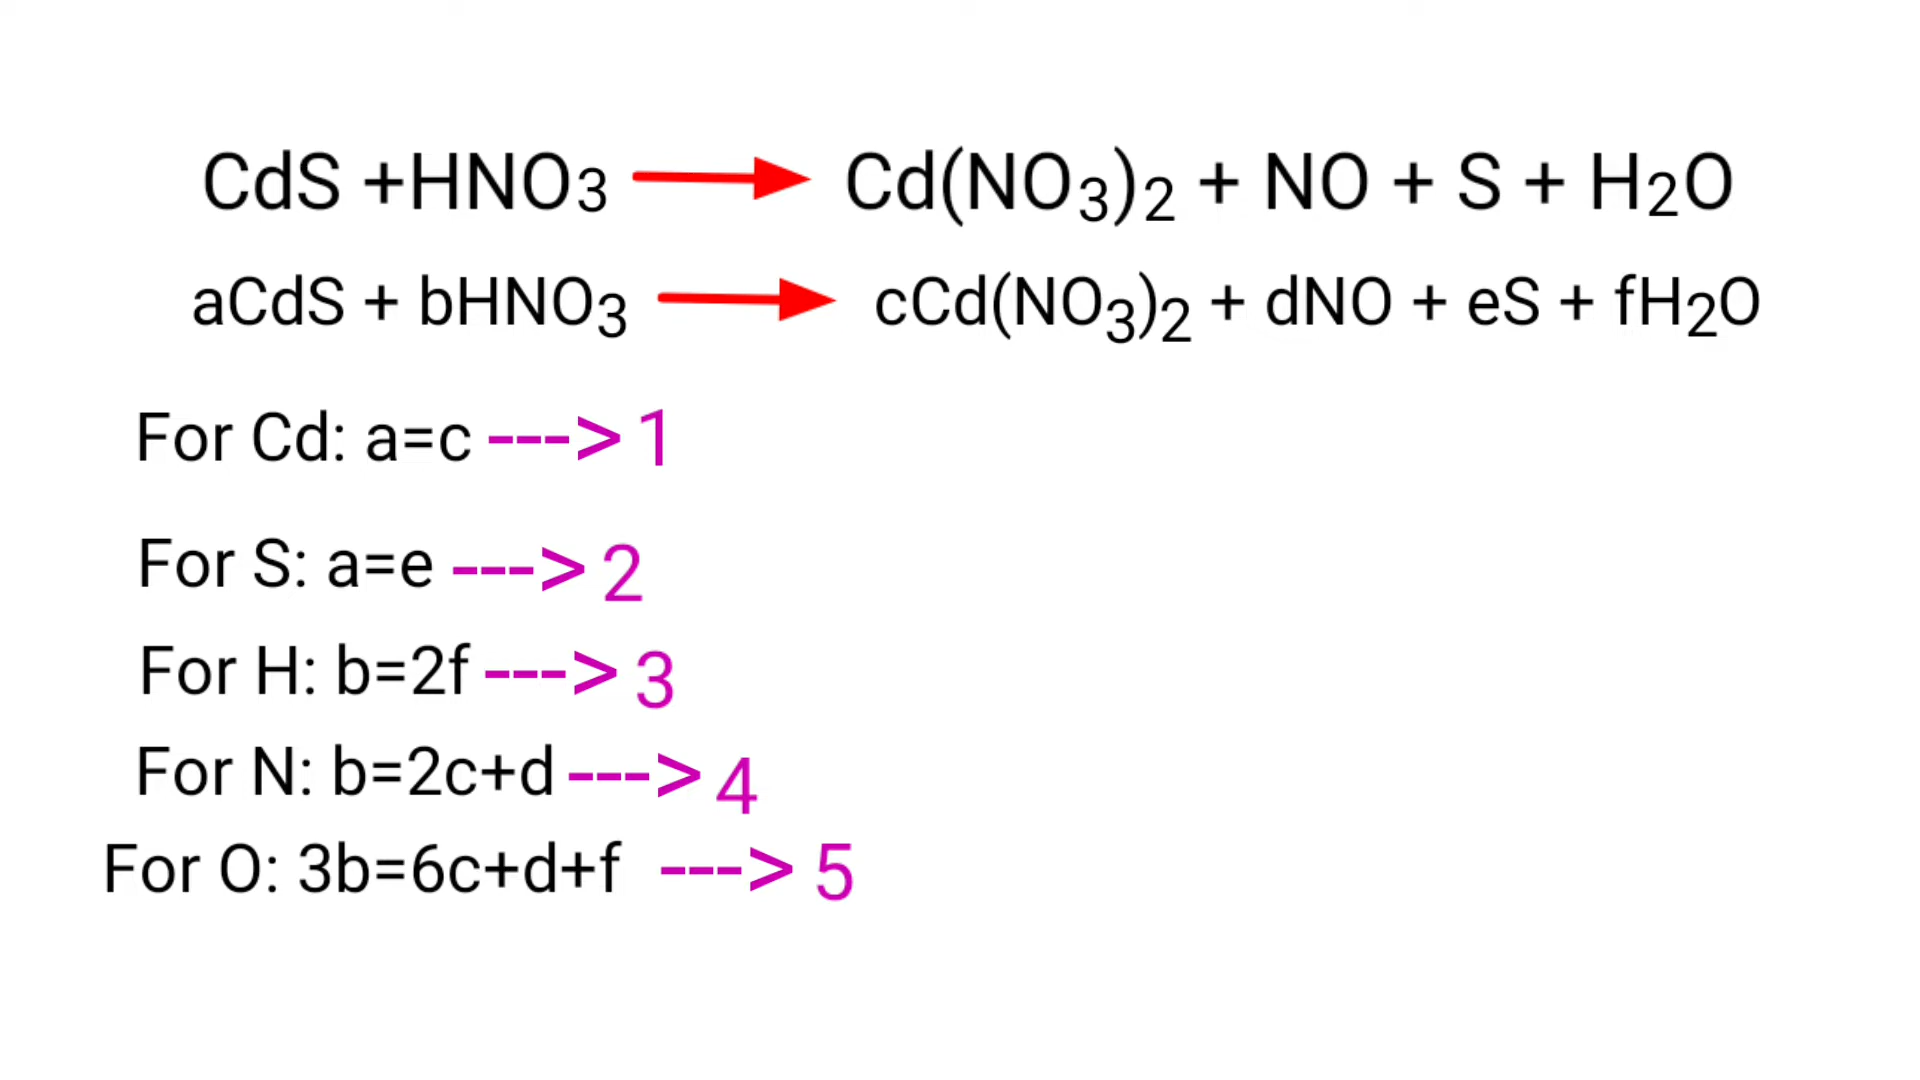 CdS +HNO3 Cd(NO3)2 + NO + S + H2O
aCdS + bHNO3 cCd(NO3)2 + dNO + eS + fH2O
For Cd: a=c ---> 1
For S: a=e ---> 2
For H: b=2f ---> 3
For N: b=2c+d ---> 4
For O: 3b=6c+d+f ---> 5